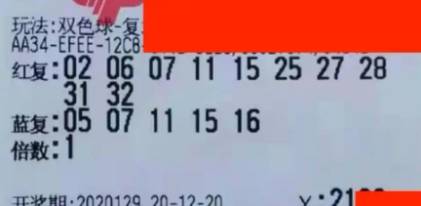 玩法:双色球-复
AA34-EFEE-12C8
红复:02 06 07 11 15 25 27 28
31 32
蓝复:05 07 11 15 16
倍数:1
开奖期:2020129 20-12-20 ¥:21